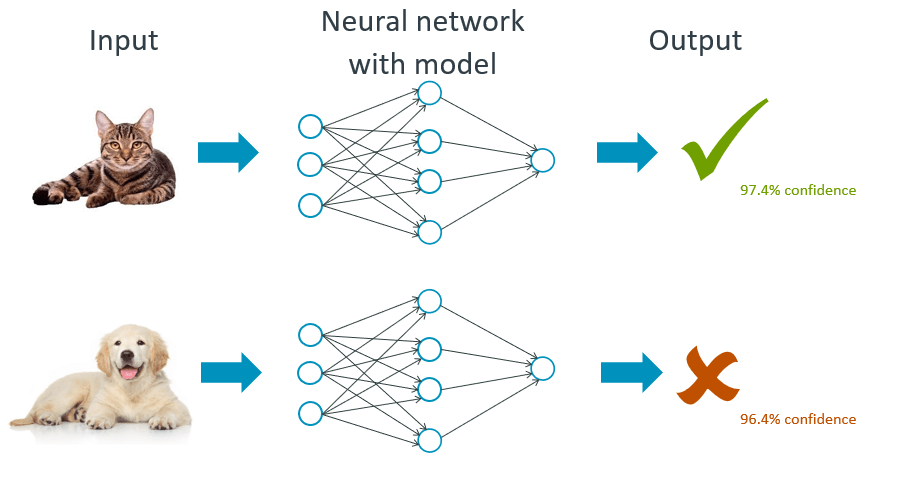 Input
Neural network
with model
Output
97.4% confidence
96.4% confidence